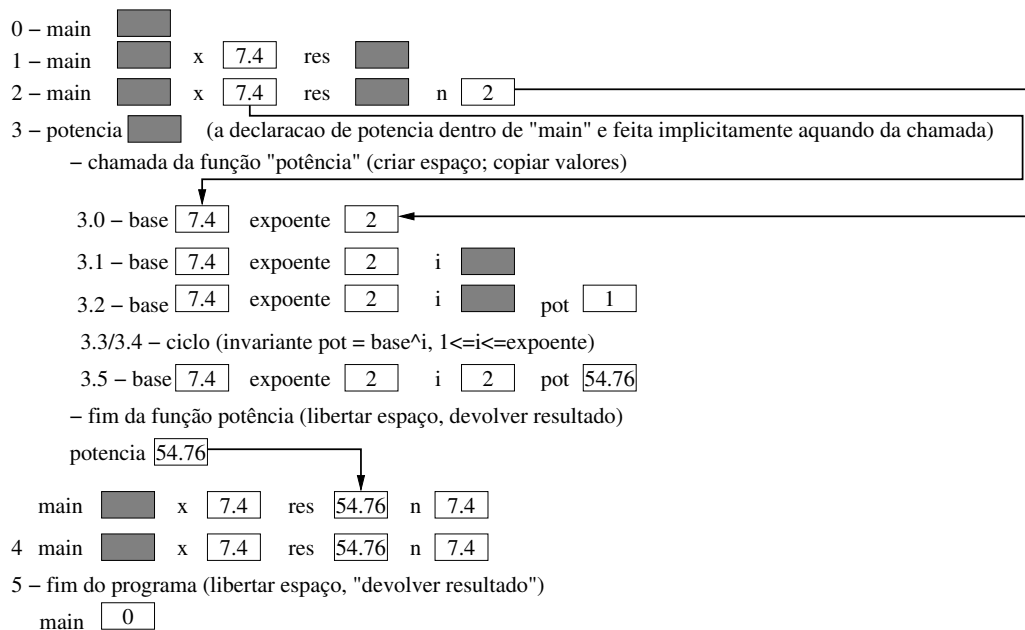 0 – main
1 – main x 7.4 res
2 – main x 7.4 res n 2
3 – potencia (a declaracao de potencia dentro de "main" e feita implicitamente aquando da chamada)
– chamada da função "potência" (criar espaço; copiar valores)
3.0 – base 7.4 expoente 2
3.1 – base 7.4 expoente 2 i
3.2 – base 7.4 expoente 2 i pot 1
3.3/3.4 – ciclo (invariante pot = base^i, 1<=i<=expoente)
3.5 – base 7.4 expoente 2 i 2 pot 54.76
– fim da função potência (libertar espaço, devolver resultado)
potencia 54.76
main x 7.4 res 54.76 n 7.4
4 main x 7.4 res 54.76 n 7.4
5 – fim do programa (libertar espaço, "devolver resultado")
main 0